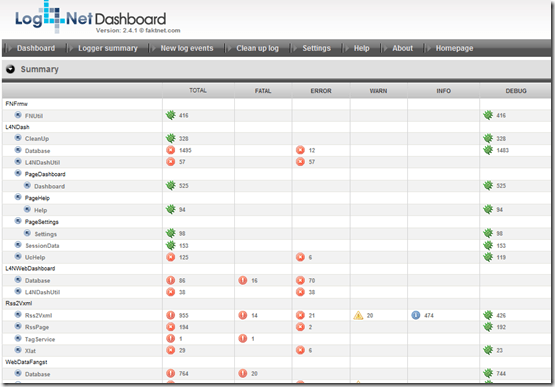 Log4Net Dashboard
Version: 2.4.1 © faktnet.com
Dashboard Logger summary New log events Clean up log Settings Help About Homepage
Summary
TOTAL FATAL ERROR WARN INFO DEBUG
FNFrmw
FNUtil 416 416
L4NDash
CleanUp 328 328
Database 1495 12 1483
L4NDashUtil 57 57
PageDashboard
Dashboard 325 325
PageHelp
Help 94 94
PageSettings
Settings 98 98
SessionData 153 153
UcHelp 125 6 119
L4NWebDashboard
Database 86 16 70
L4NDashUtil 38 38
Rss2Vxml
Rss2Vxml 955 14 21 20 474 426
RssPage 194 2 192
TagService 1 1
Xlat 29 6 23
WebDataFangst
Database 764 20 744